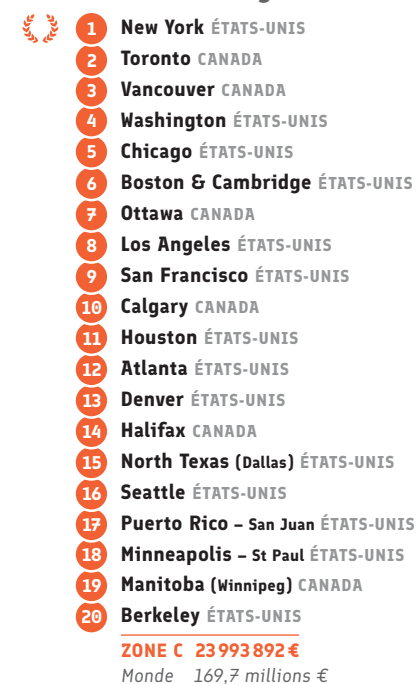 1 New York ÉTATS-UNIS
2 Toronto CANADA
3 Vancouver CANADA
4 Washington ÉTATS-UNIS
5 Chicago ÉTATS-UNIS
6 Boston & Cambridge ÉTATS-UNIS
7 Ottawa CANADA
8 Los Angeles ÉTATS-UNIS
9 San Francisco ÉTATS-UNIS
10 Calgary CANADA
11 Houston ÉTATS-UNIS
12 Atlanta ÉTATS-UNIS
13 Denver ÉTATS-UNIS
14 Halifax CANADA
15 North Texas (Dallas) ÉTATS-UNIS
16 Seattle ÉTATS-UNIS
17 Puerto Rico – San Juan ÉTATS-UNIS
18 Minneapolis – St Paul ÉTATS-UNIS
19 Manitoba (Winnipeg) CANADA
20 Berkeley ÉTATS-UNIS
ZONE C 23 993 892 €
Monde 169,7 millions €